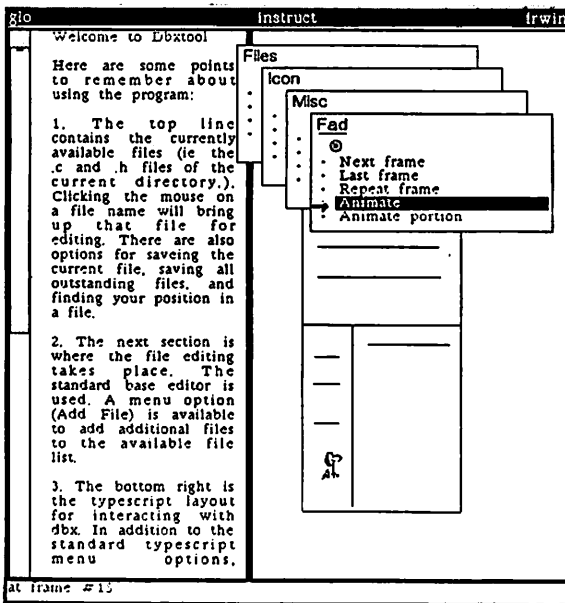 glo instruct frwin
Welcome to Dbxtool
Here are some points
to remember about
using the program:
1. The top line
contains the currently
available files (ie the
.c and .h files of the
current directory.).
Clicking the mouse on
a file name will bring
up that file for
editing. There are also
options for saveing the
current file, saving all
outstanding files, and
finding your position in
a file.
2. The next section is
where the file editing
takes place. The
standard base editor is
used. A menu option
(Add File) is available
to add additional files
to the available file
list.
3. The bottom right is
the typescript layout
for interacting with
dbx. In addition to the
standard typescript
menu options,
Files
Icon
Misc
Fad
Next frame
Last frame
Repeat frame
Animate
Animate portion
at frame #15